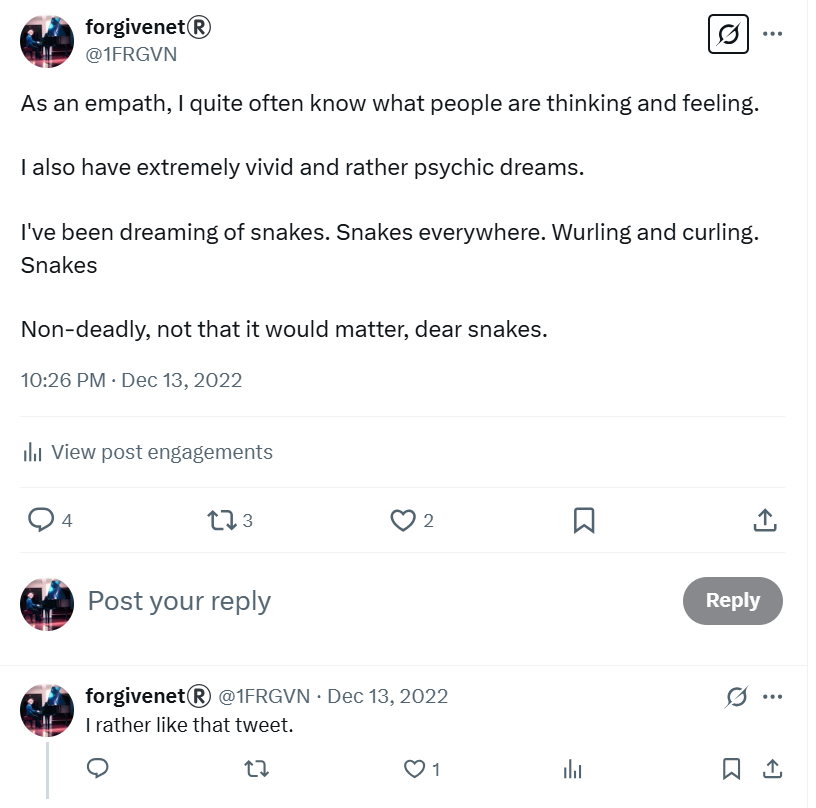 forgivenet®
@1FRGVN
As an empath, I quite often know what people are thinking and feeling.
I also have extremely vivid and rather psychic dreams.
I've been dreaming of snakes. Snakes everywhere. Wurling and curling.
Snakes
Non-deadly, not that it would matter, dear snakes.
10:26 PM · Dec 13, 2022
View post engagements
4 3 2
Post your reply Reply
forgivenet® @1FRGVN · Dec 13, 2022
I rather like that tweet.
1